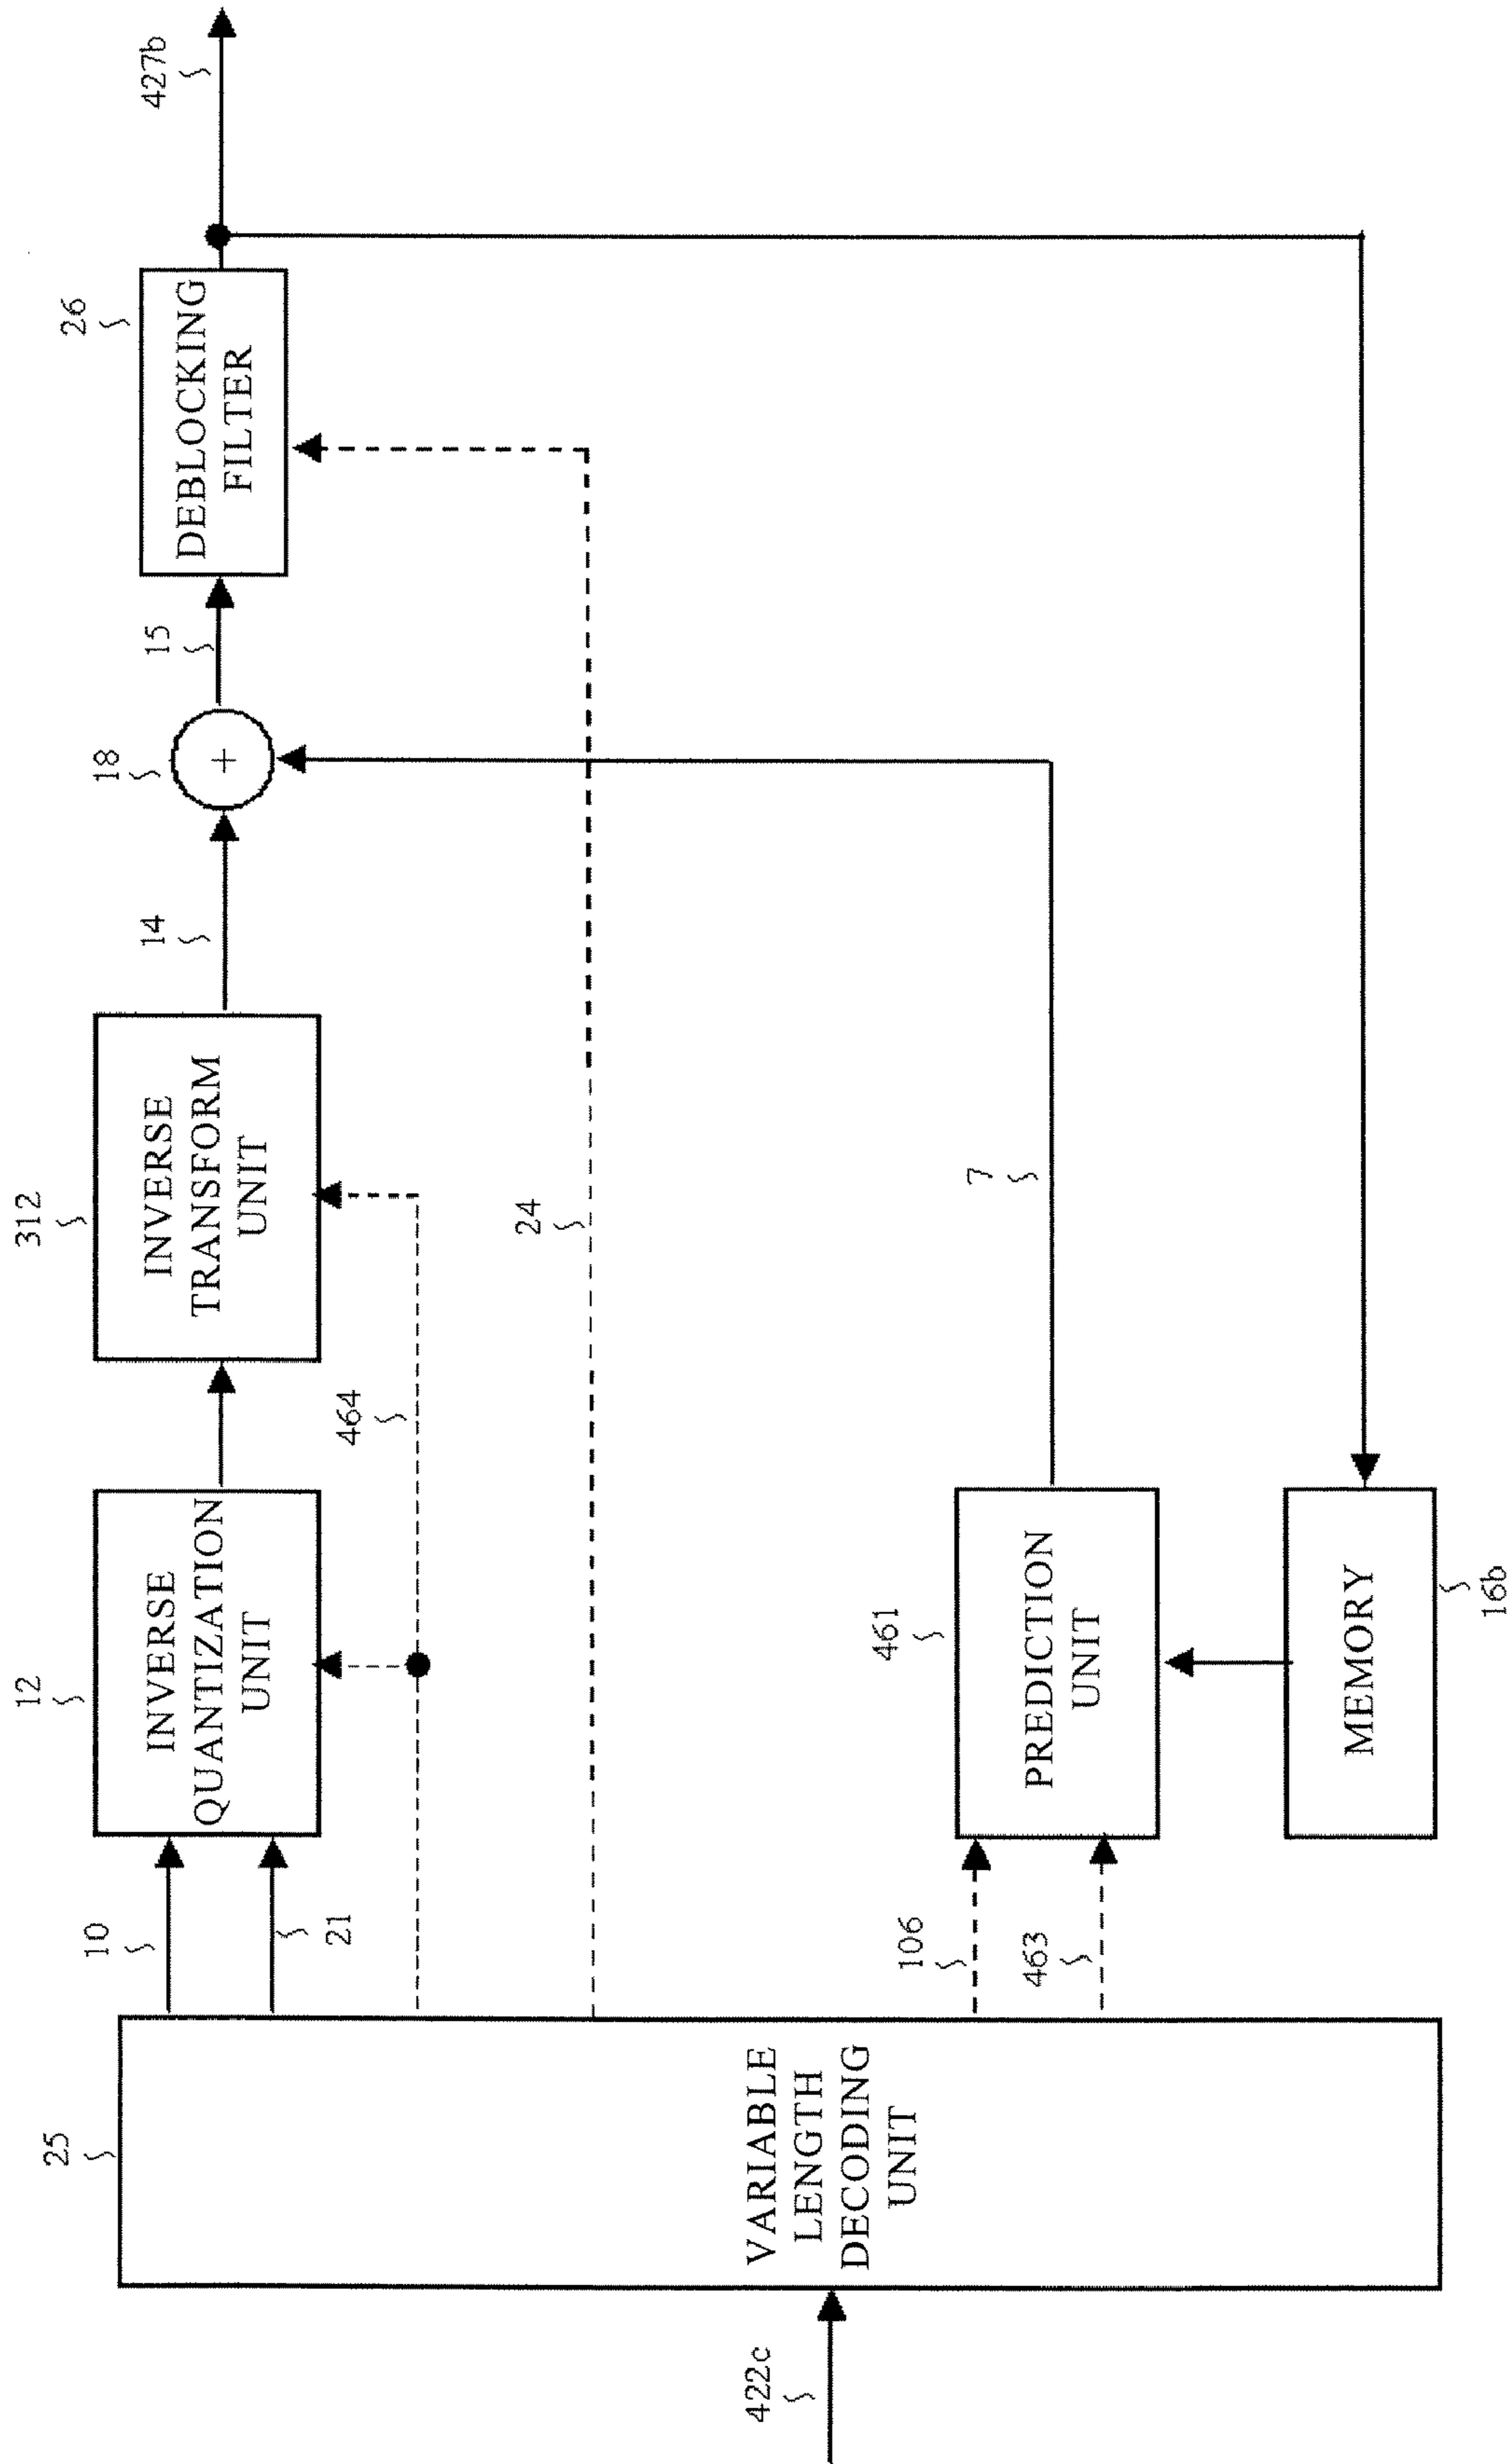 422c
25
VARIABLE
LENGTH
DECODING
UNIT
10
21
12
INVERSE
QUANTIZATION
UNIT
464
312
INVERSE
TRANSFORM
UNIT
14
18
+
15
26
DEBLOCKING
FILTER
427b
24
106
463
461
PREDICTION
UNIT
7
MEMORY
16b